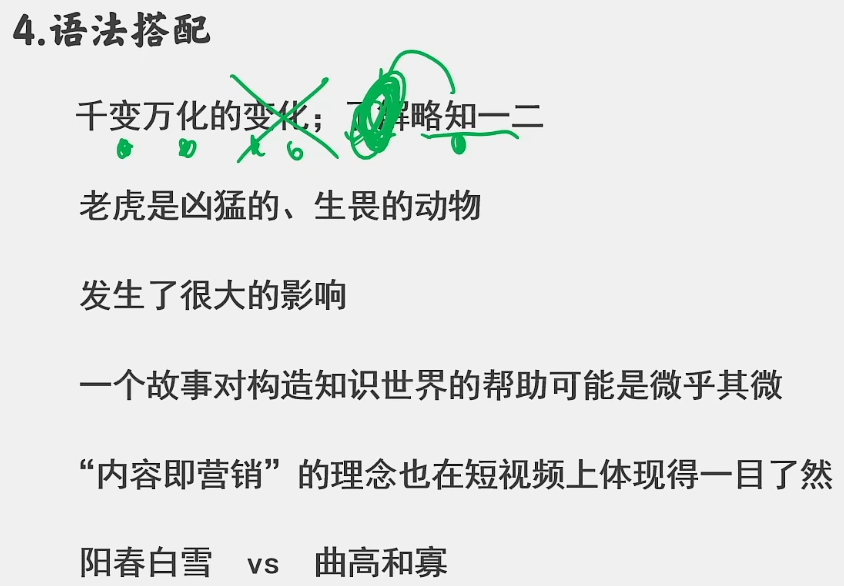 4.语法搭配
千变万化的变化；了解略知一二
老虎是凶猛的、生畏的动物
发生了很大的影响
一个故事对构造知识世界的帮助可能是微乎其微
“内容即营销”的理念也在短视频上体现得一目了然
阳春白雪 vs 曲高和寡